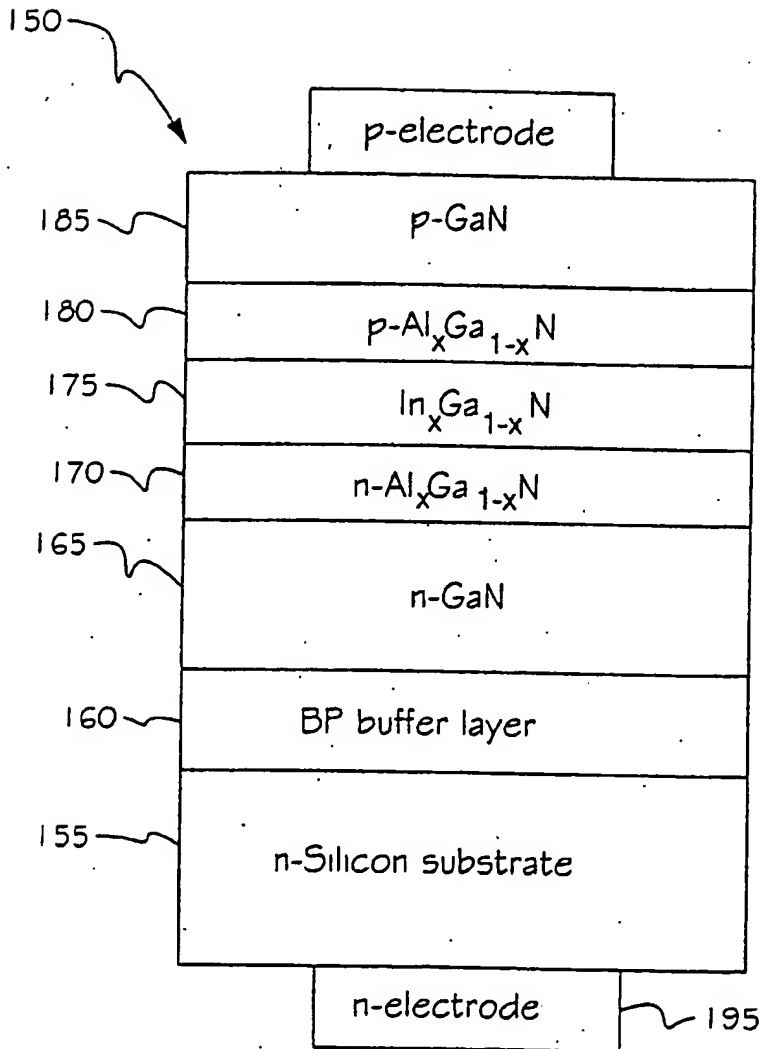 150
p-electrode
185
p-GaN
180
p-AlxGa1-xN
175
InxGa1-xN
170
n-AlxGa1-xN
165
n-GaN
160
BP buffer layer
155
n-Silicon substrate
n-electrode
195